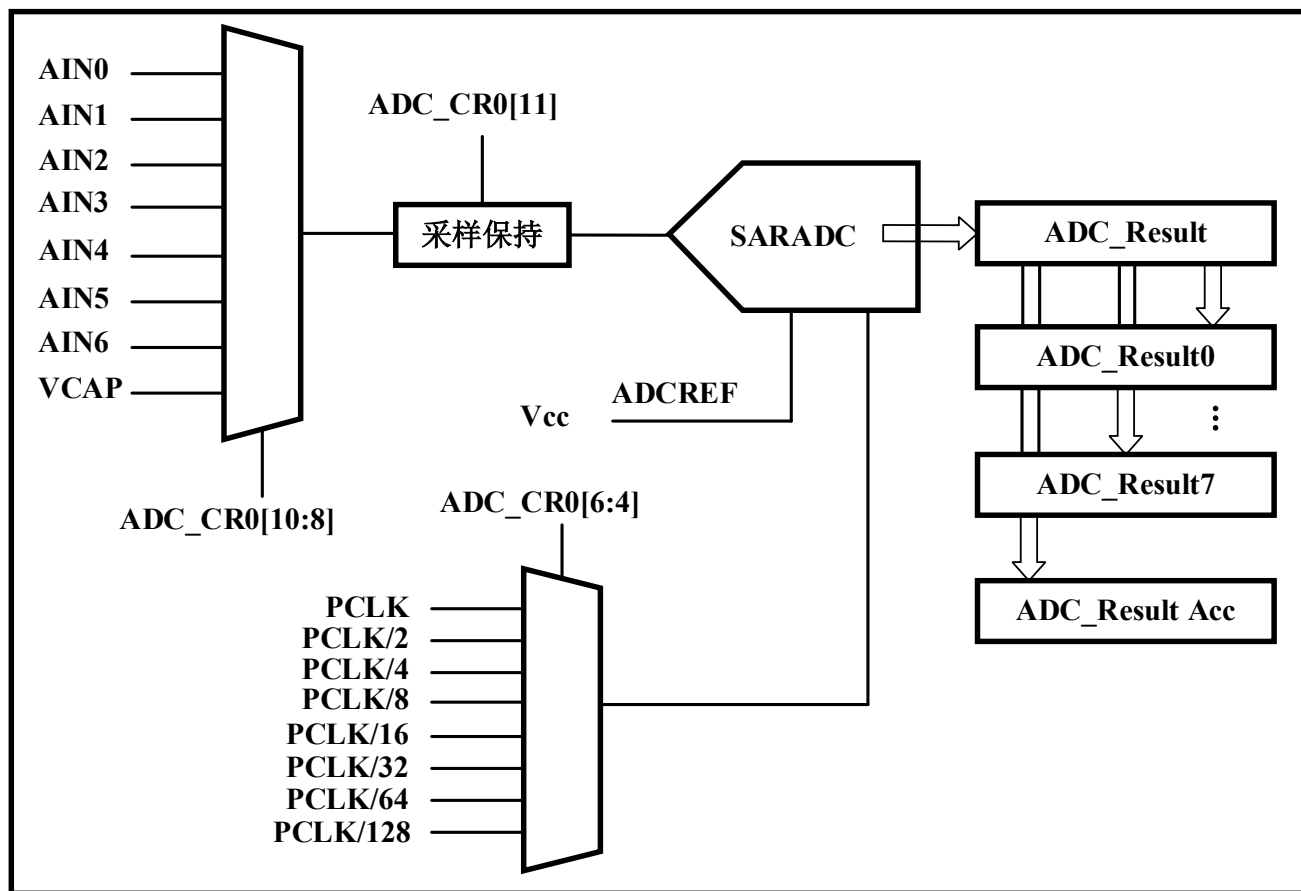 AIN0
AIN1
AIN2
AIN3
AIN4
AIN5
AIN6
VCAP
ADC_CR0[10:8]
ADC_CR0[11]
采样保持
SARADC
ADCREF
Vcc
ADC_CR0[6:4]
PCLK
PCLK/2
PCLK/4
PCLK/8
PCLK/16
PCLK/32
PCLK/64
PCLK/128
ADC_Result
ADC_Result0
⋮
ADC_Result7
ADC_Result Acc